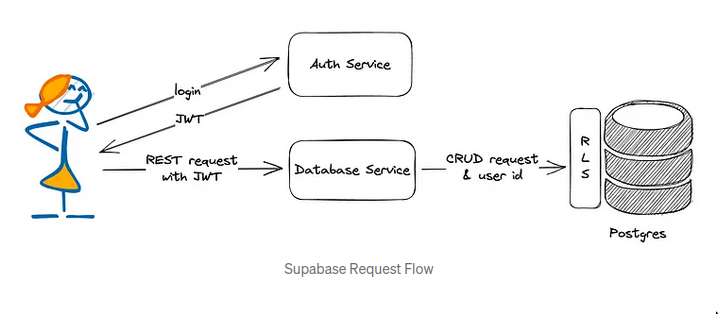 Auth Service
login
JWT
REST request
with JWT
Database Service
CRUD request
& user id
R
L
S
Postgres
Supabase Request Flow